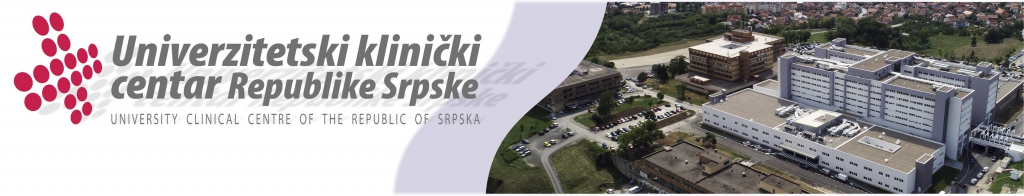 Univerzitetski klinički
centar Republike Srpske
UNIVERSITY CLINICAL CENTRE OF THE REPUBLIC OF SRPSKA